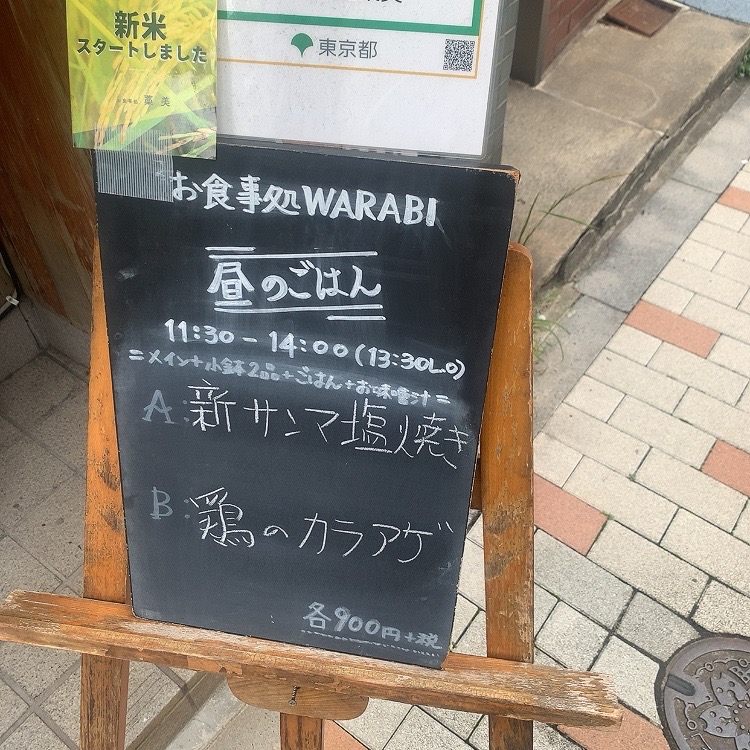 新米
スタートしました
藁美
東京都
お食事処WARABI
昼のごはん
11:30-14:00(13:30L.O)
=メイン+小鉢2品+ごはん+お味噌汁=
A:新サンマ塩焼き
B:鶏のカラアゲ
各900円+税